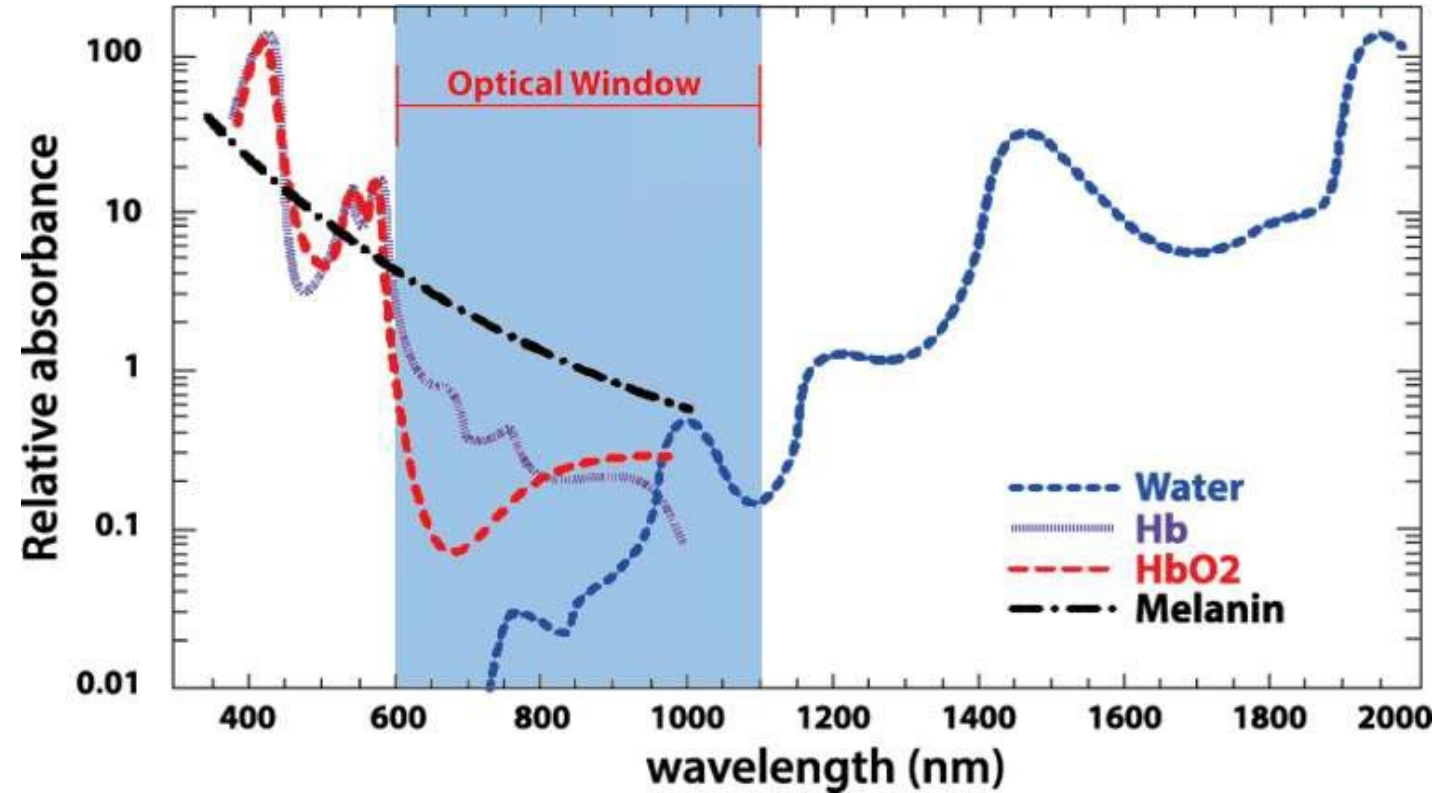 Relative absorbance
100
10
1
0.1
0.01
Optical Window
Water
Hb
HbO2
Melanin
400 600 800 1000 1200 1400 1600 1800 2000
wavelength (nm)